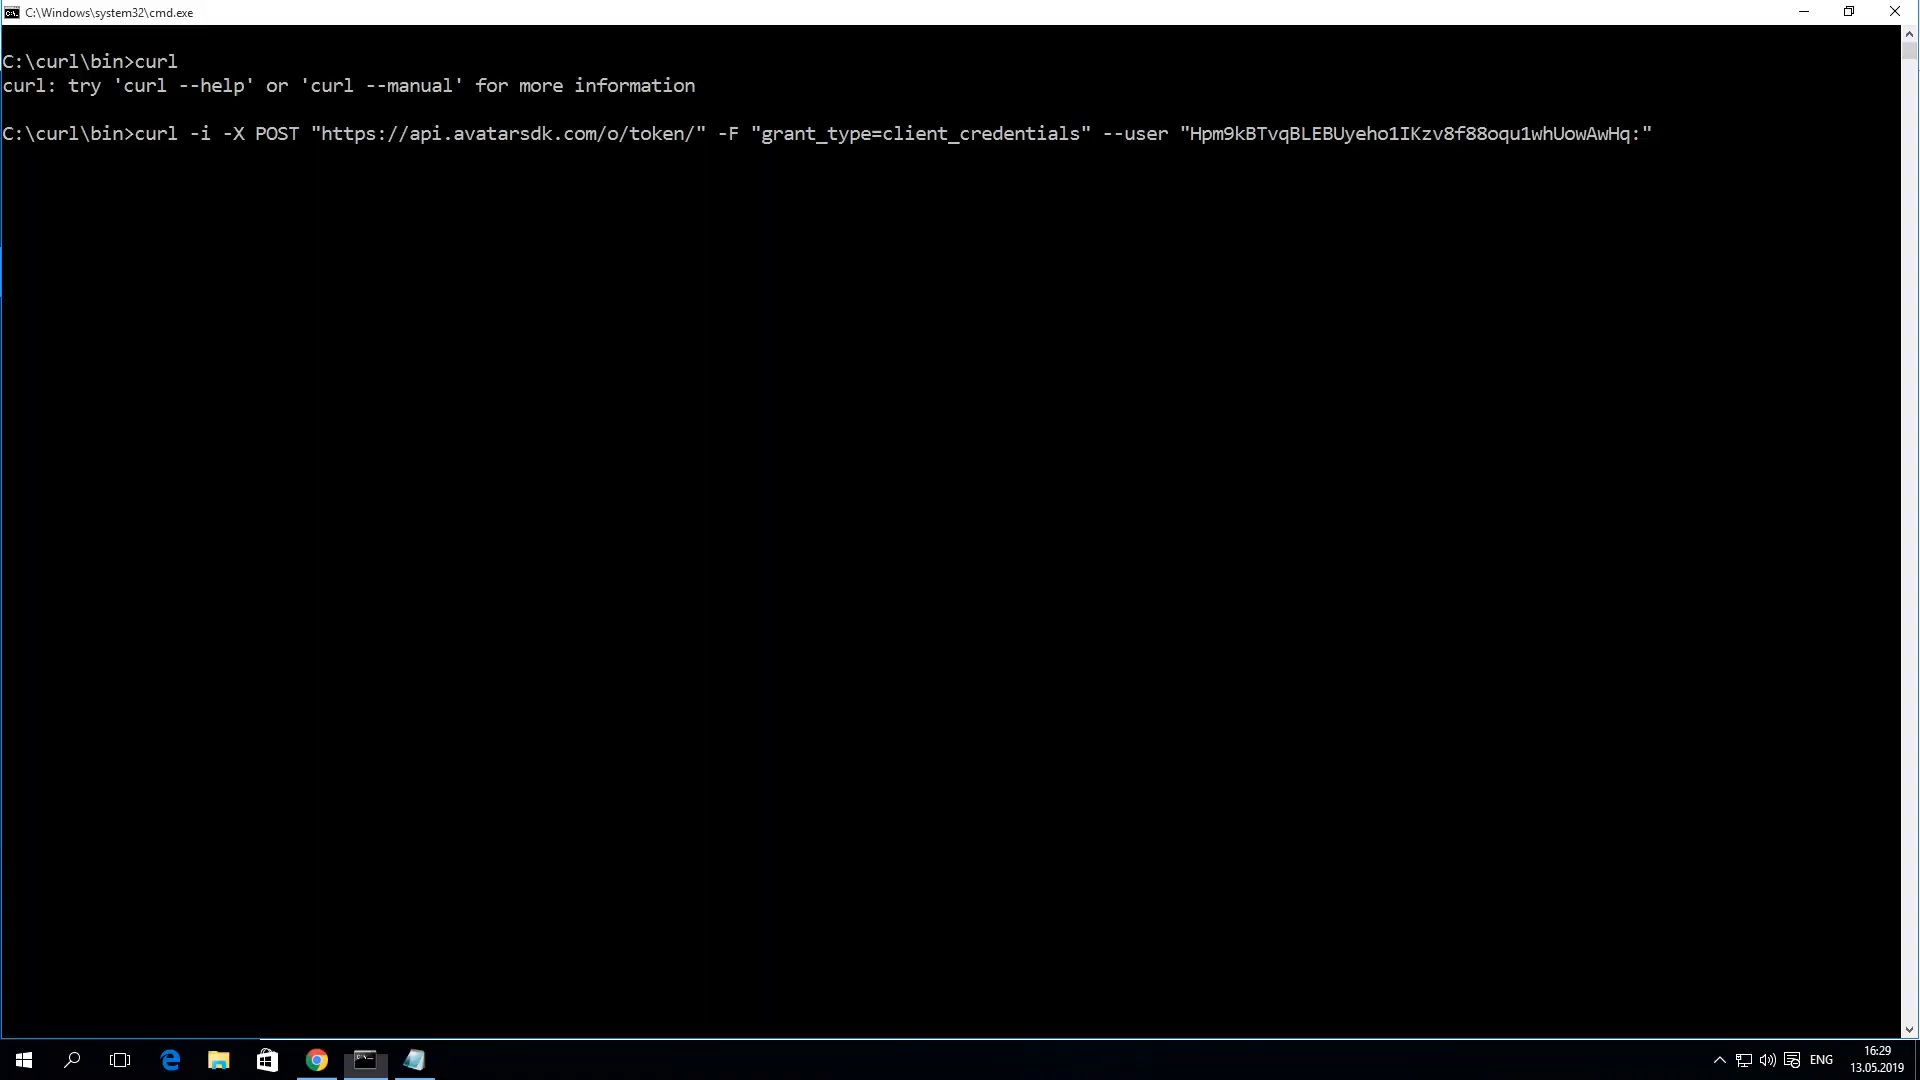 C:\Windows\system32\cmd.exe
C:\curl\bin>curl
curl: try 'curl --help' or 'curl --manual' for more information
C:\curl\bin>curl -i -X POST "https://api.avatarsdk.com/o/token/" -F "grant_type=client_credentials" --user "Hpm9kBTvqBLEBUyeho1IKzv8f88oqu1whUowAwHq:"
ENG
16:29
13.05.2019